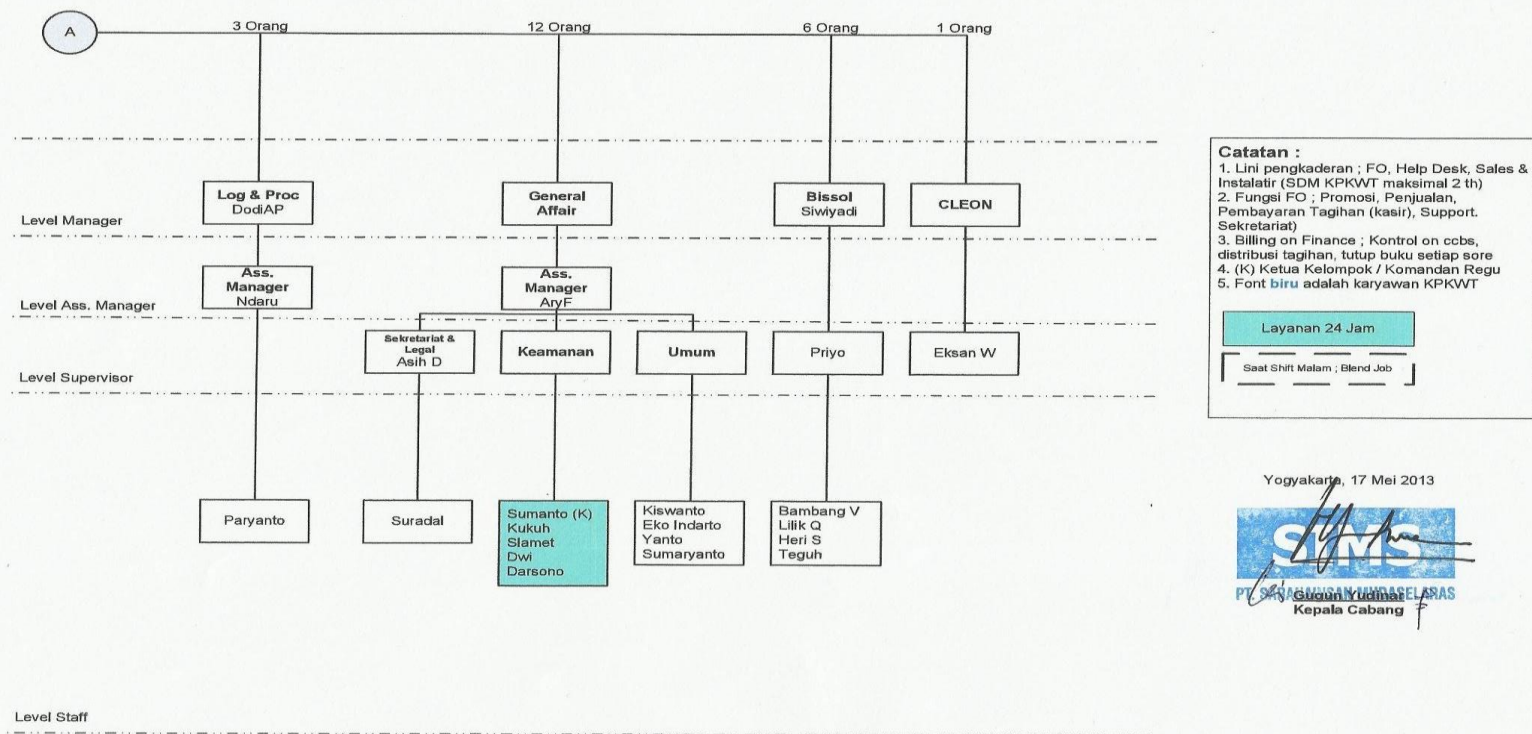 A
3 Orang
12 Orang
6 Orang
1 Orang
Level Manager
Log & Proc
DodiAP
General
Affair
Bissol
Siwiyadi
CLEON
Level Ass. Manager
Ass.
Manager
Ndaru
Ass.
Manager
AryF
Level Supervisor
Sekretariat &
Legal
Asih D
Keamanan
Umum
Priyo
Eksan W
Paryanto
Suradal
Sumanto (K)
Kukuh
Slamet
Dwi
Darsono
Kiswanto
Eko Indarto
Yanto
Sumaryanto
Bambang V
Lilik Q
Heri S
Teguh
Level Staff
Catatan :
1. Lini pengkaderan ; FO, Help Desk, Sales &
Instalatir (SDM KPKWT maksimal 2 th)
2. Fungsi FO ; Promosi, Penjualan,
Pembayaran Tagihan (kasir), Support.
Sekretariat)
3. Billing on Finance ; Kontrol on ccbs,
distribusi tagihan, tutup buku setiap sore
4. (K) Ketua Kelompok / Komandan Regu
5. Font biru adalah karyawan KPKWT
Layanan 24 Jam
Saat Shift Malam ; Blend Job
Yogyakarta, 17 Mei 2013
SIMS
PT.
Gugun Yudinar
Kepala Cabang